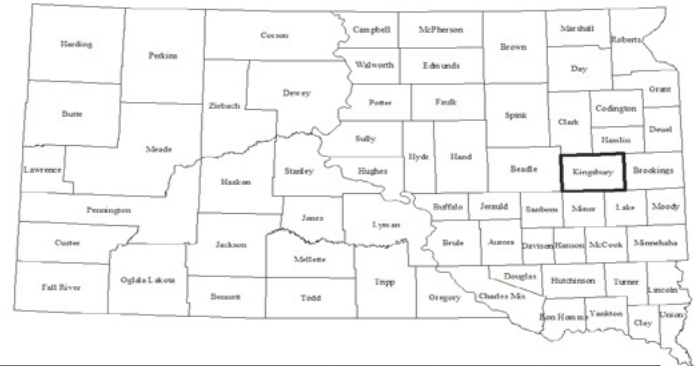 Harding
Perkins
Corson
Campbell
McPherson
Brown
Marshall
Roberts
Walworth
Edmunds
Day
Dewey
Ziebach
Potter
Faulk
Grant
Butte
Spink
Clark
Codington
Deuel
Hamlin
Sully
Hyde
Hand
Meade
Lawrence
Haakon
Stanley
Hughes
Beadle
Kingsbury
Brookings
Pennington
Jones
Lyman
Buffalo
Jerauld
Sanborn
Miner
Lake
Moody
Custer
Jackson
Brule
Aurora
Davison
Hanson
McCook
Minnehaha
Mellette
Fall River
Oglala Lakota
Tripp
Douglas
Hutchinson
Turner
Lincoln
Bennett
Todd
Gregory
Charles Mix
Bon Homme
Yankton
Clay
Union